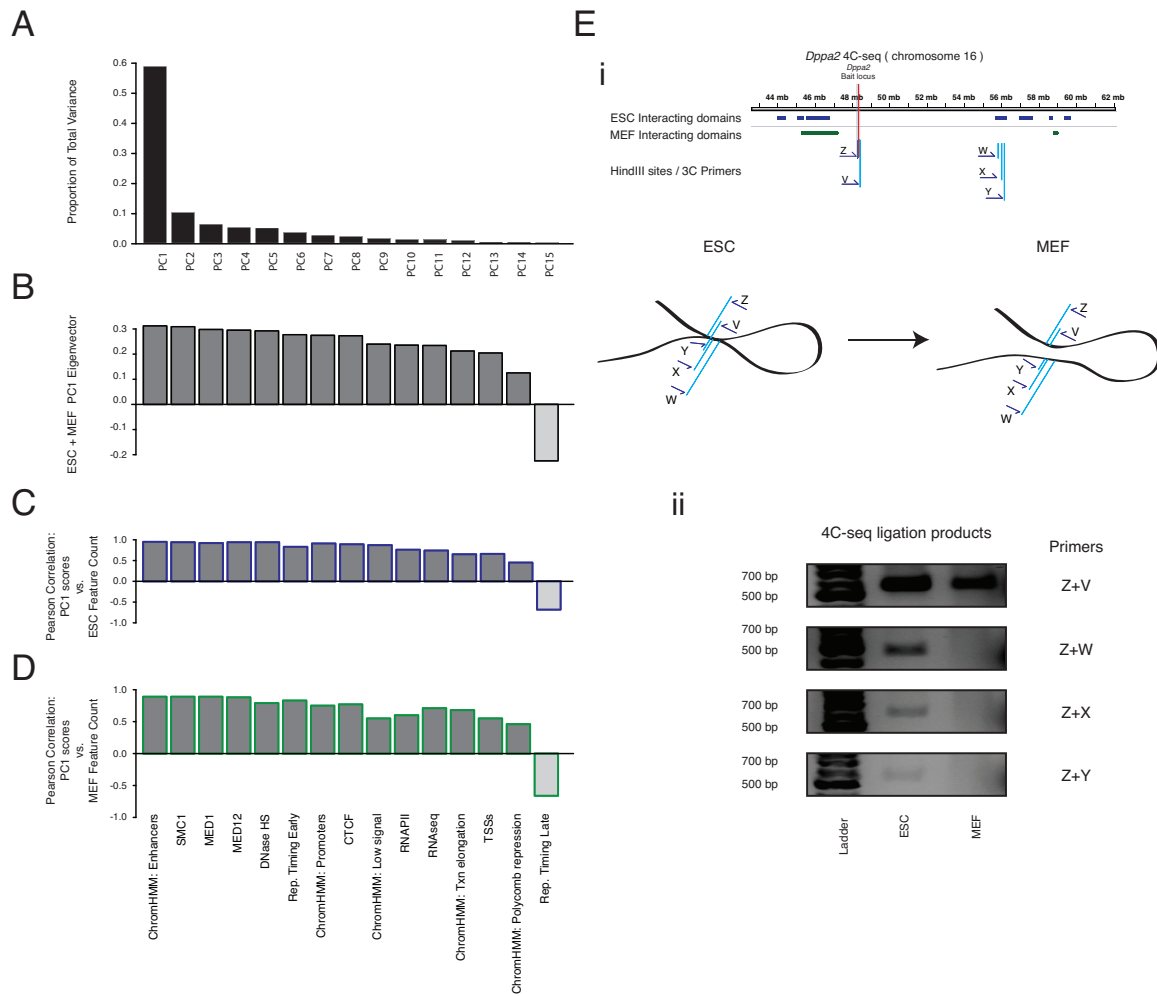 A
Proportion of Total Variance
0.6
0.5
0.4
0.3
0.2
0.1
0.0
PC1
PC2
PC3
PC4
PC5
PC6
PC7
PC8
PC9
PC10
PC11
PC12
PC13
PC14
PC15
B
ESC + MEF PC1 Eigenvector
0.3
0.2
0.1
0.0
-0.1
-0.2
C
Pearson Correlation:
PC1 scores
vs.
ESC Feature Count
1.0
0.5
0.0
-0.5
-1.0
D
Pearson Correlation:
PC1 scores
vs.
MEF Feature Count
1.0
0.5
0.0
-0.5
-1.0
ChromHMM: Enhancers
SMC1
MED1
MED12
DNase HS
Rep. Timing Early
ChromHMM: Promoters
CTCF
ChromHMM: Low signal
RNAPII
RNAseq
ChromHMM: Txn elongation
TSSs
ChromHMM: Polycomb repression
Rep. Timing Late
E
i
Dppa2 4C-seq ( chromosome 16 )
Dppa2
Bait locus
44 mb 46 mb 48 mb 50 mb 52 mb 54 mb 56 mb 58 mb 60 mb 62 mb
ESC Interacting domains
MEF Interacting domains
HindIII sites / 3C Primers
Z
V
W
X
Y
ESC
Z
V
Y
X
W
MEF
Z
V
Y
X
W
ii
4C-seq ligation products
Primers
700 bp
500 bp
Z+V
700 bp
500 bp
Z+W
700 bp
500 bp
Z+X
700 bp
500 bp
Z+Y
Ladder
ESC
MEF